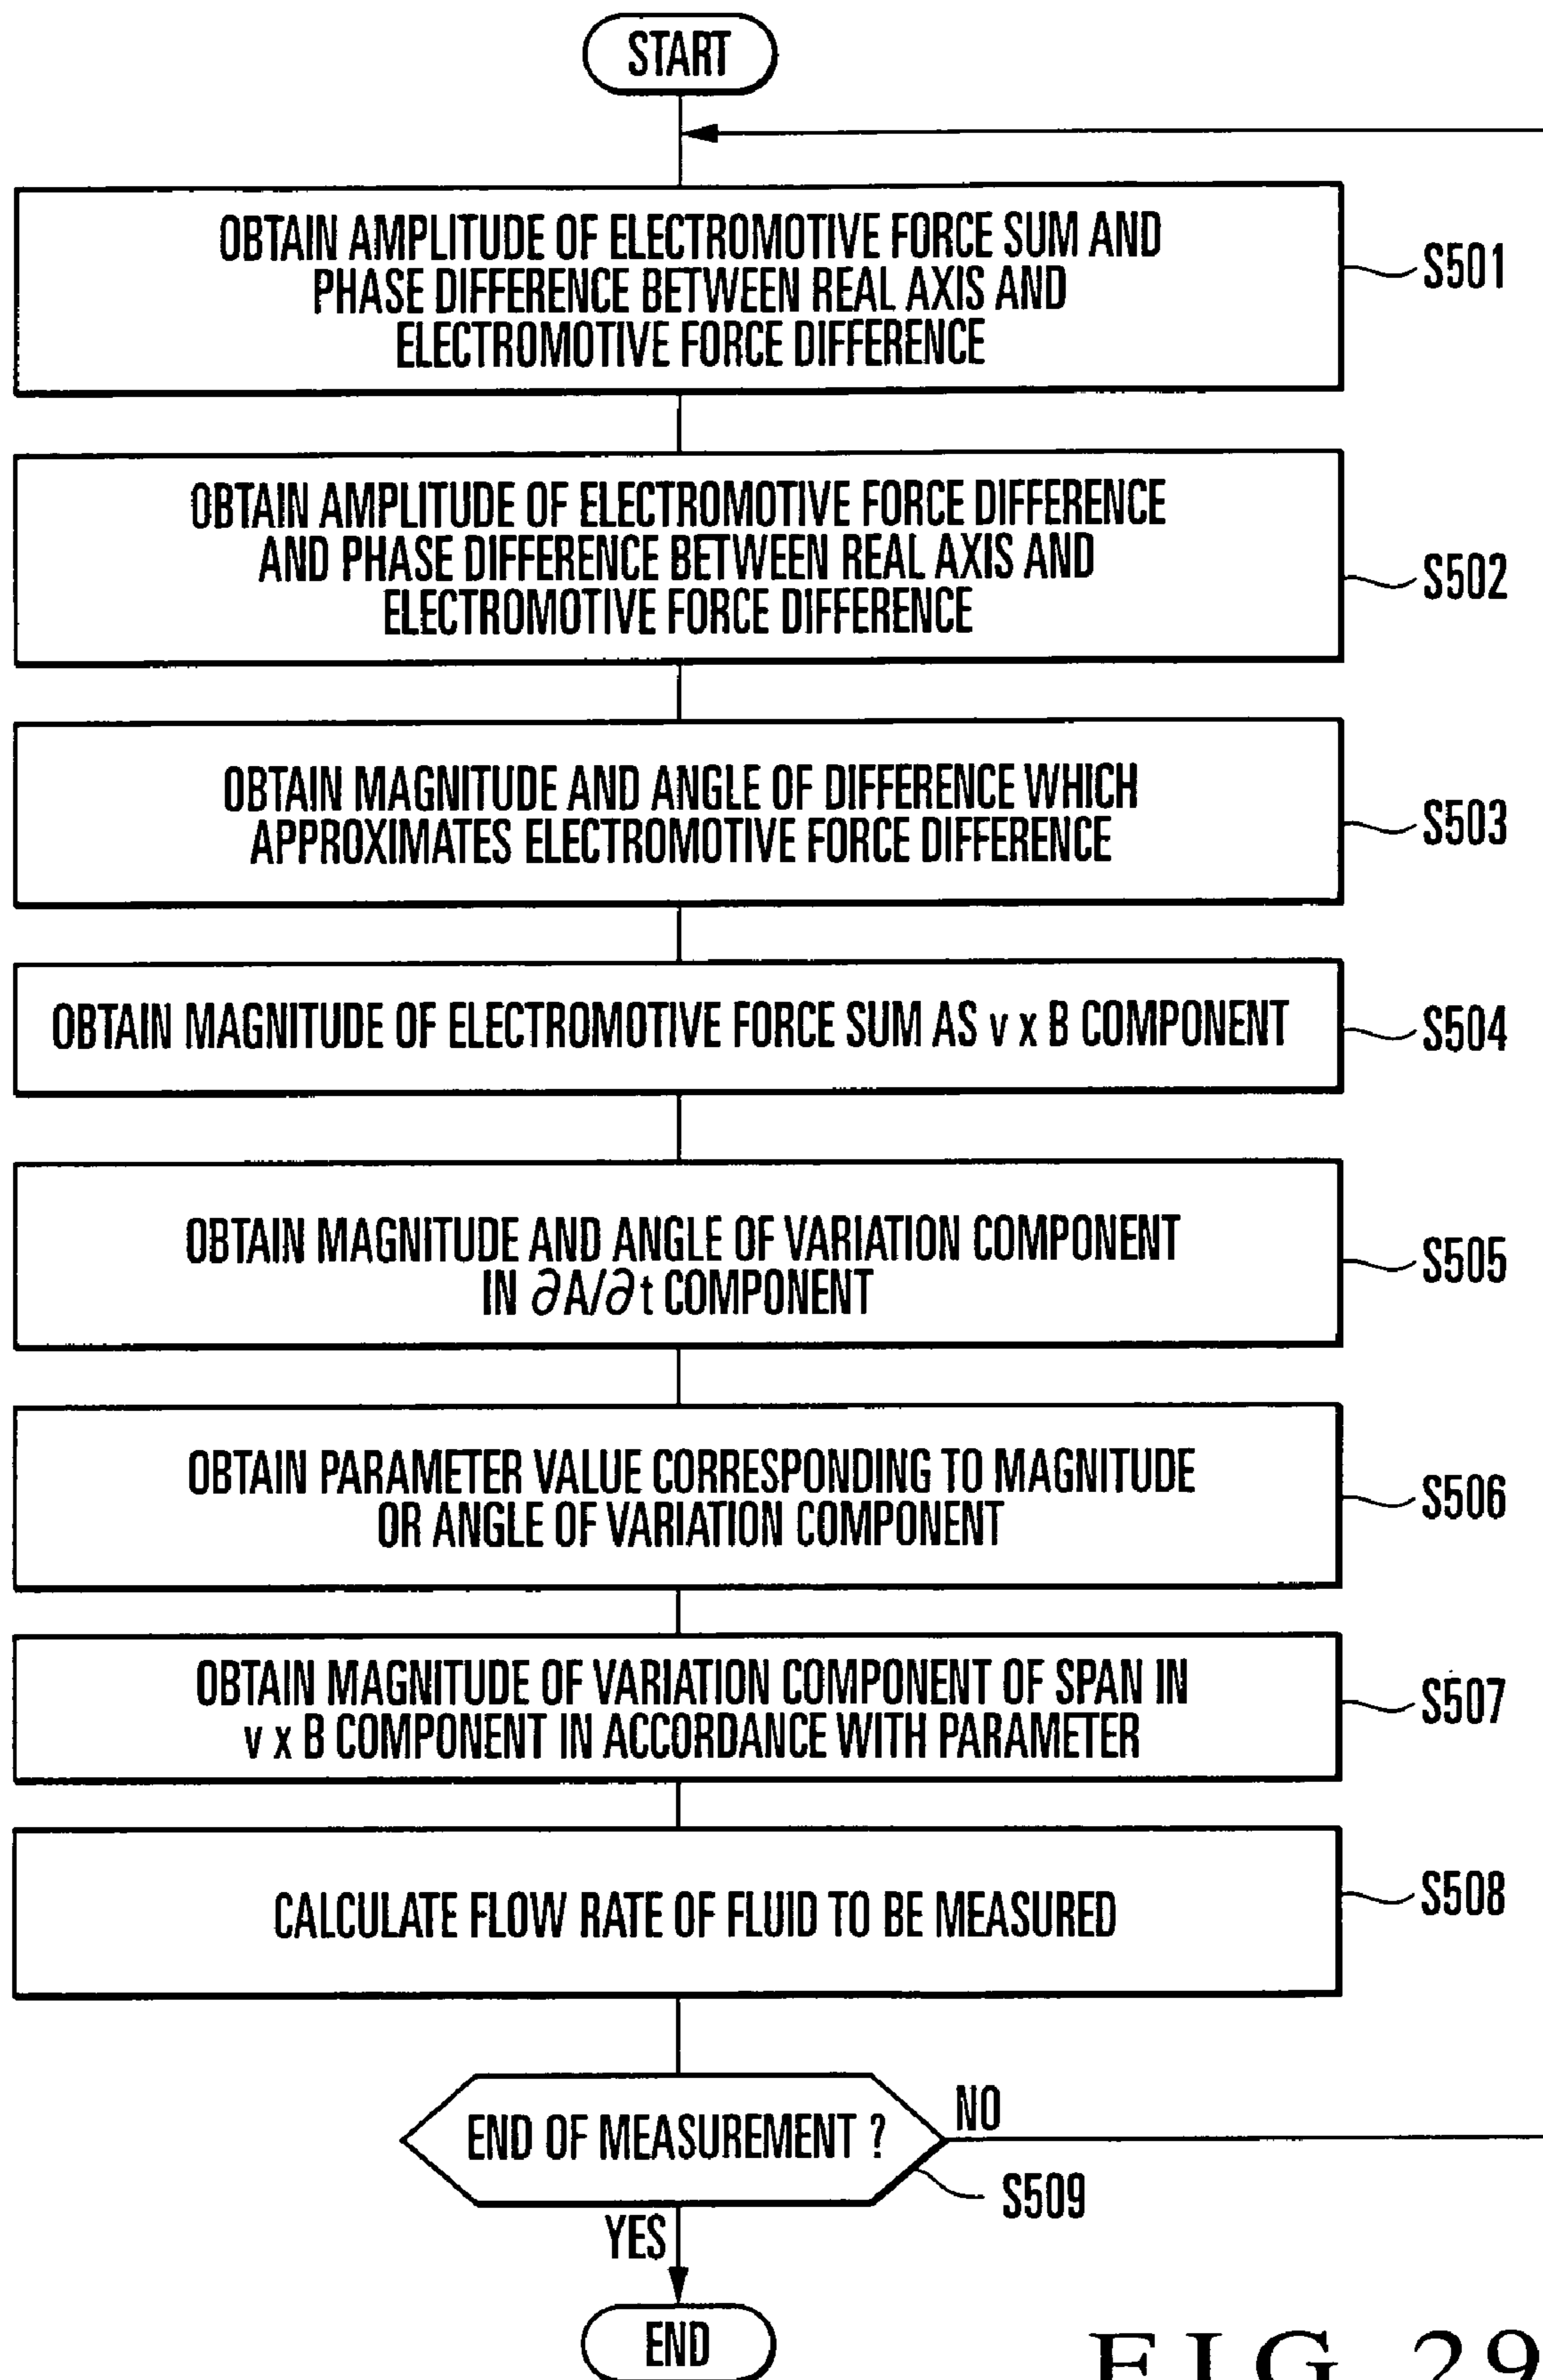 START
OBTAIN AMPLITUDE OF ELECTROMOTIVE FORCE SUM AND
PHASE DIFFERENCE BETWEEN REAL AXIS AND
ELECTROMOTIVE FORCE DIFFERENCE
S501
OBTAIN AMPLITUDE OF ELECTROMOTIVE FORCE DIFFERENCE
AND PHASE DIFFERENCE BETWEEN REAL AXIS AND
ELECTROMOTIVE FORCE DIFFERENCE
S502
OBTAIN MAGNITUDE AND ANGLE OF DIFFERENCE WHICH
APPROXIMATES ELECTROMOTIVE FORCE DIFFERENCE
S503
OBTAIN MAGNITUDE OF ELECTROMOTIVE FORCE SUM AS v x B COMPONENT
S504
OBTAIN MAGNITUDE AND ANGLE OF VARIATION COMPONENT
IN ∂A/∂t COMPONENT
S505
OBTAIN PARAMETER VALUE CORRESPONDING TO MAGNITUDE
OR ANGLE OF VARIATION COMPONENT
S506
OBTAIN MAGNITUDE OF VARIATION COMPONENT OF SPAN IN
v x B COMPONENT IN ACCORDANCE WITH PARAMETER
S507
CALCULATE FLOW RATE OF FLUID TO BE MEASURED
S508
END OF MEASUREMENT ?
NO
S509
YES
END
FIG. 29